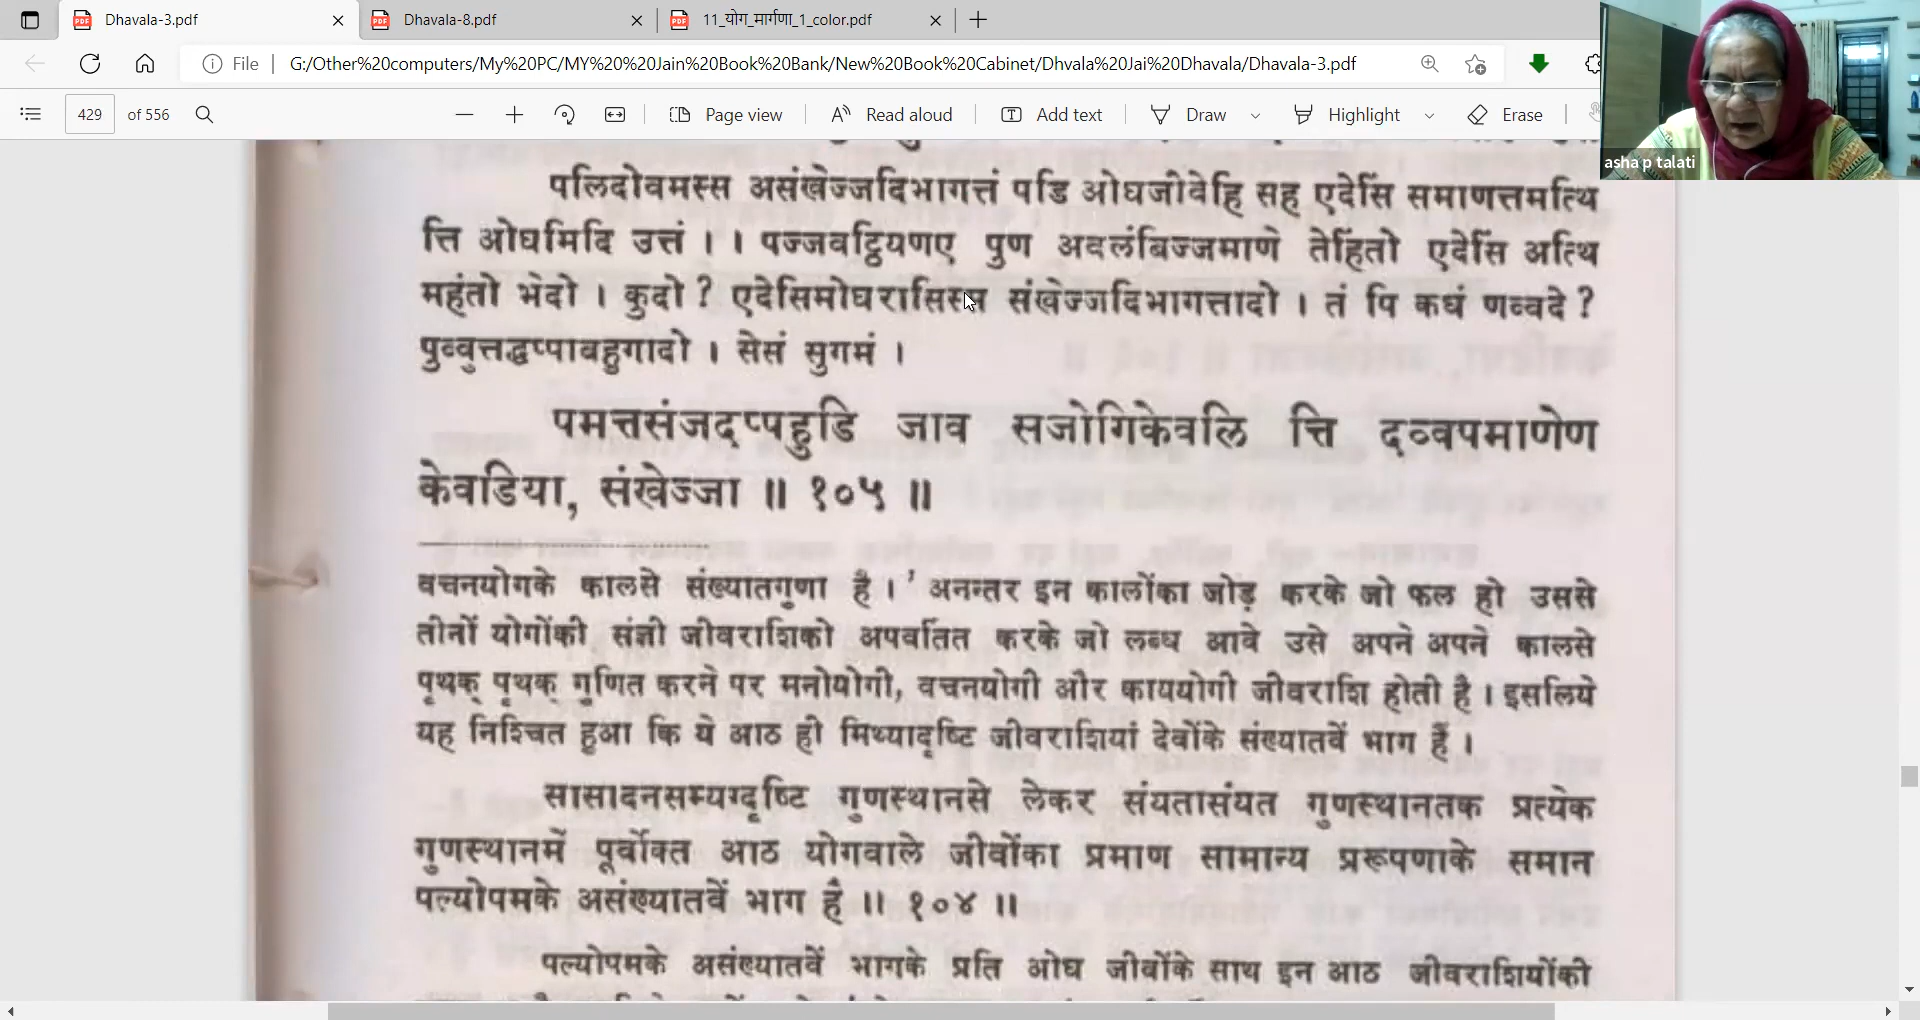 Dhavala-3.pdf
Dhavala-8.pdf
11_योग_मार्गणा_1_color.pdf
File
G:/Other%20computers/My%20PC/MY%20%20Jain%20Book%20Bank/New%20Book%20Cabinet/Dhvala%20Jai%20Dhavala/Dhavala-3.pdf
429 of 556
Page view
Read aloud
Add text
Draw
Highlight
Erase
asha p talati
पलिदोवमस्स असंखेज्जदिभागत्तं पडि ओघजीवेहि सह एदेसिं समाणत्तमत्थि
त्ति ओघमिदि उत्तं । । पज्जवट्ठियणए पुण अवलंबिज्जमाणे तेहिंतो एदेसिं अत्थि
महंतो भेदो । कुदो ? एदेसिमोघरासिस्स संखेज्जदिभागत्तादो । तं पि कधं णव्वदे ?
पुव्वुत्तद्धप्पाबहुगादो । सेसं सुगमं ।
पमत्तसंजदप्पहुडि जाव सजोगिकेवलि त्ति दव्वपमाणेण
केवडिया, संखेज्जा ॥ १०५ ॥
वचनयोगके कालसे संख्यातगुणा है । ' अनन्तर इन कालोंका जोड़ करके जो फल हो उससे
तीनों योगोंकी संज्ञी जीवराशिको अपवर्तित करके जो लब्ध आवे उसे अपने अपने कालसे
पृथक् पृथक् गुणित करने पर मनोयोगी, वचनयोगी और काययोगी जीवराशि होती है । इसलिये
यह निश्चित हुआ कि ये आठ ही मिथ्यादृष्टि जीवराशियां देवोंके संख्यातवें भाग हैं ।
सासादनसम्यग्दृष्टि गुणस्थानसे लेकर संयतासंयत गुणस्थानतक प्रत्येक
गुणस्थानमें पूर्वोक्त आठ योगवाले जीवोंका प्रमाण सामान्य प्ररूपणाके समान
पल्योपमके असंख्यातवें भाग है ॥ १०४ ॥
पल्योपमके असंख्यातवें भागके प्रति ओघ जीवोंके साथ इन आठ जीवराशियोंकी